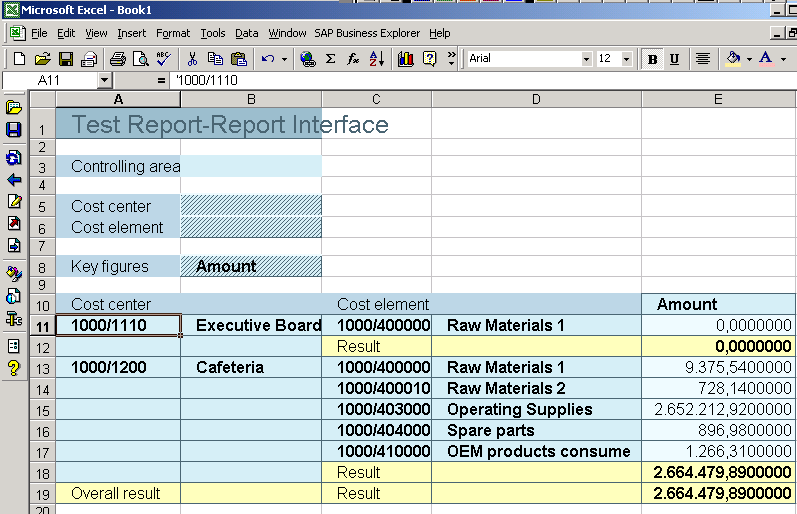 Microsoft Excel - Book1
File Edit View Insert Format Tools Data Window SAP Business Explorer Help
Arial 12 B U A
A11 = '1000/1110
A B C D E
1 Test Report-Report Interface
2
3 Controlling area
4
5 Cost center
6 Cost element
7
8 Key figures Amount
9
10 Cost center Cost element Amount
11 1000/1110 Executive Board 1000/400000 Raw Materials 1 0,0000000
12 Result 0,0000000
13 1000/1200 Cafeteria 1000/400000 Raw Materials 1 9.375,5400000
14 1000/400010 Raw Materials 2 728,1400000
15 1000/403000 Operating Supplies 2.652.212,9200000
16 1000/404000 Spare parts 896,9800000
17 1000/410000 OEM products consume 1.266,3100000
18 Result 2.664.479,8900000
19 Overall result Result 2.664.479,8900000
20